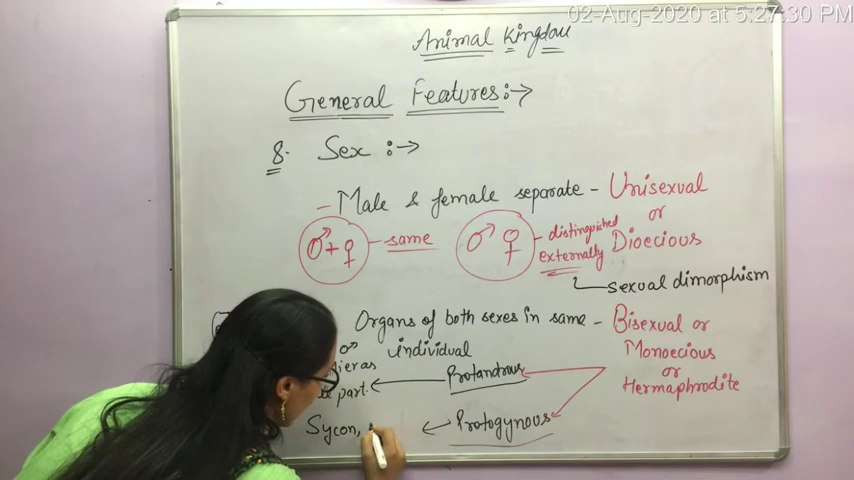 02-Aug-2020 at 5:27:30 PM
Animal Kingdom
General Features :→
8. Sex :→
– Male & female separate – Unisexual
or
Dioecious
♂+♀ – same
♂ ♀ – distinguished
externally
sexual dimorphism
Organs of both sexes in same – Bisexual or
individual
Monoecious
or
Hermaphrodite
♂
part.
Protandrous
Sycon,
Protogynous